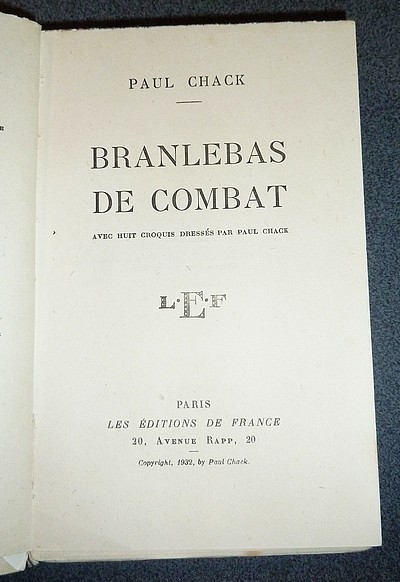 PAUL CHACK
BRANLEBAS
DE COMBAT
AVEC HUIT CROQUIS DRESSÉS PAR PAUL CHACK
L·E·F
PARIS
LES ÉDITIONS DE FRANCE
20, AVENUE RAPP, 20
Copyright, 1932, by Paul Chack.